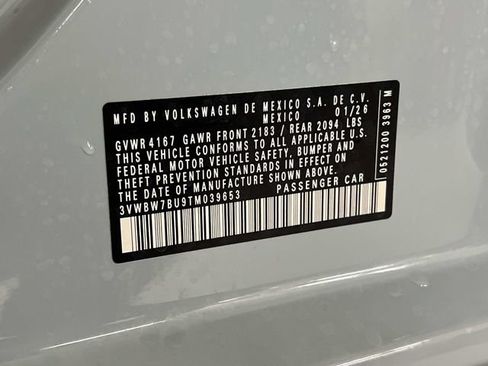 MFD BY VOLKSWAGEN DE MEXICO S.A. DE C.V.
MEXICO 01/26
GVWR 4167 GAWR FRONT 2183 / REAR 2094 LBS
THIS VEHICLE CONFORMS TO ALL APPLICABLE U.S.
FEDERAL MOTOR VEHICLE SAFETY, BUMPER AND
THEFT PREVENTION STANDARDS IN EFFECT ON
THE DATE OF MANUFACTURE SHOWN ABOVE.
3VWBW7BU9TM039653 PASSENGER CAR
0521200 3963 M